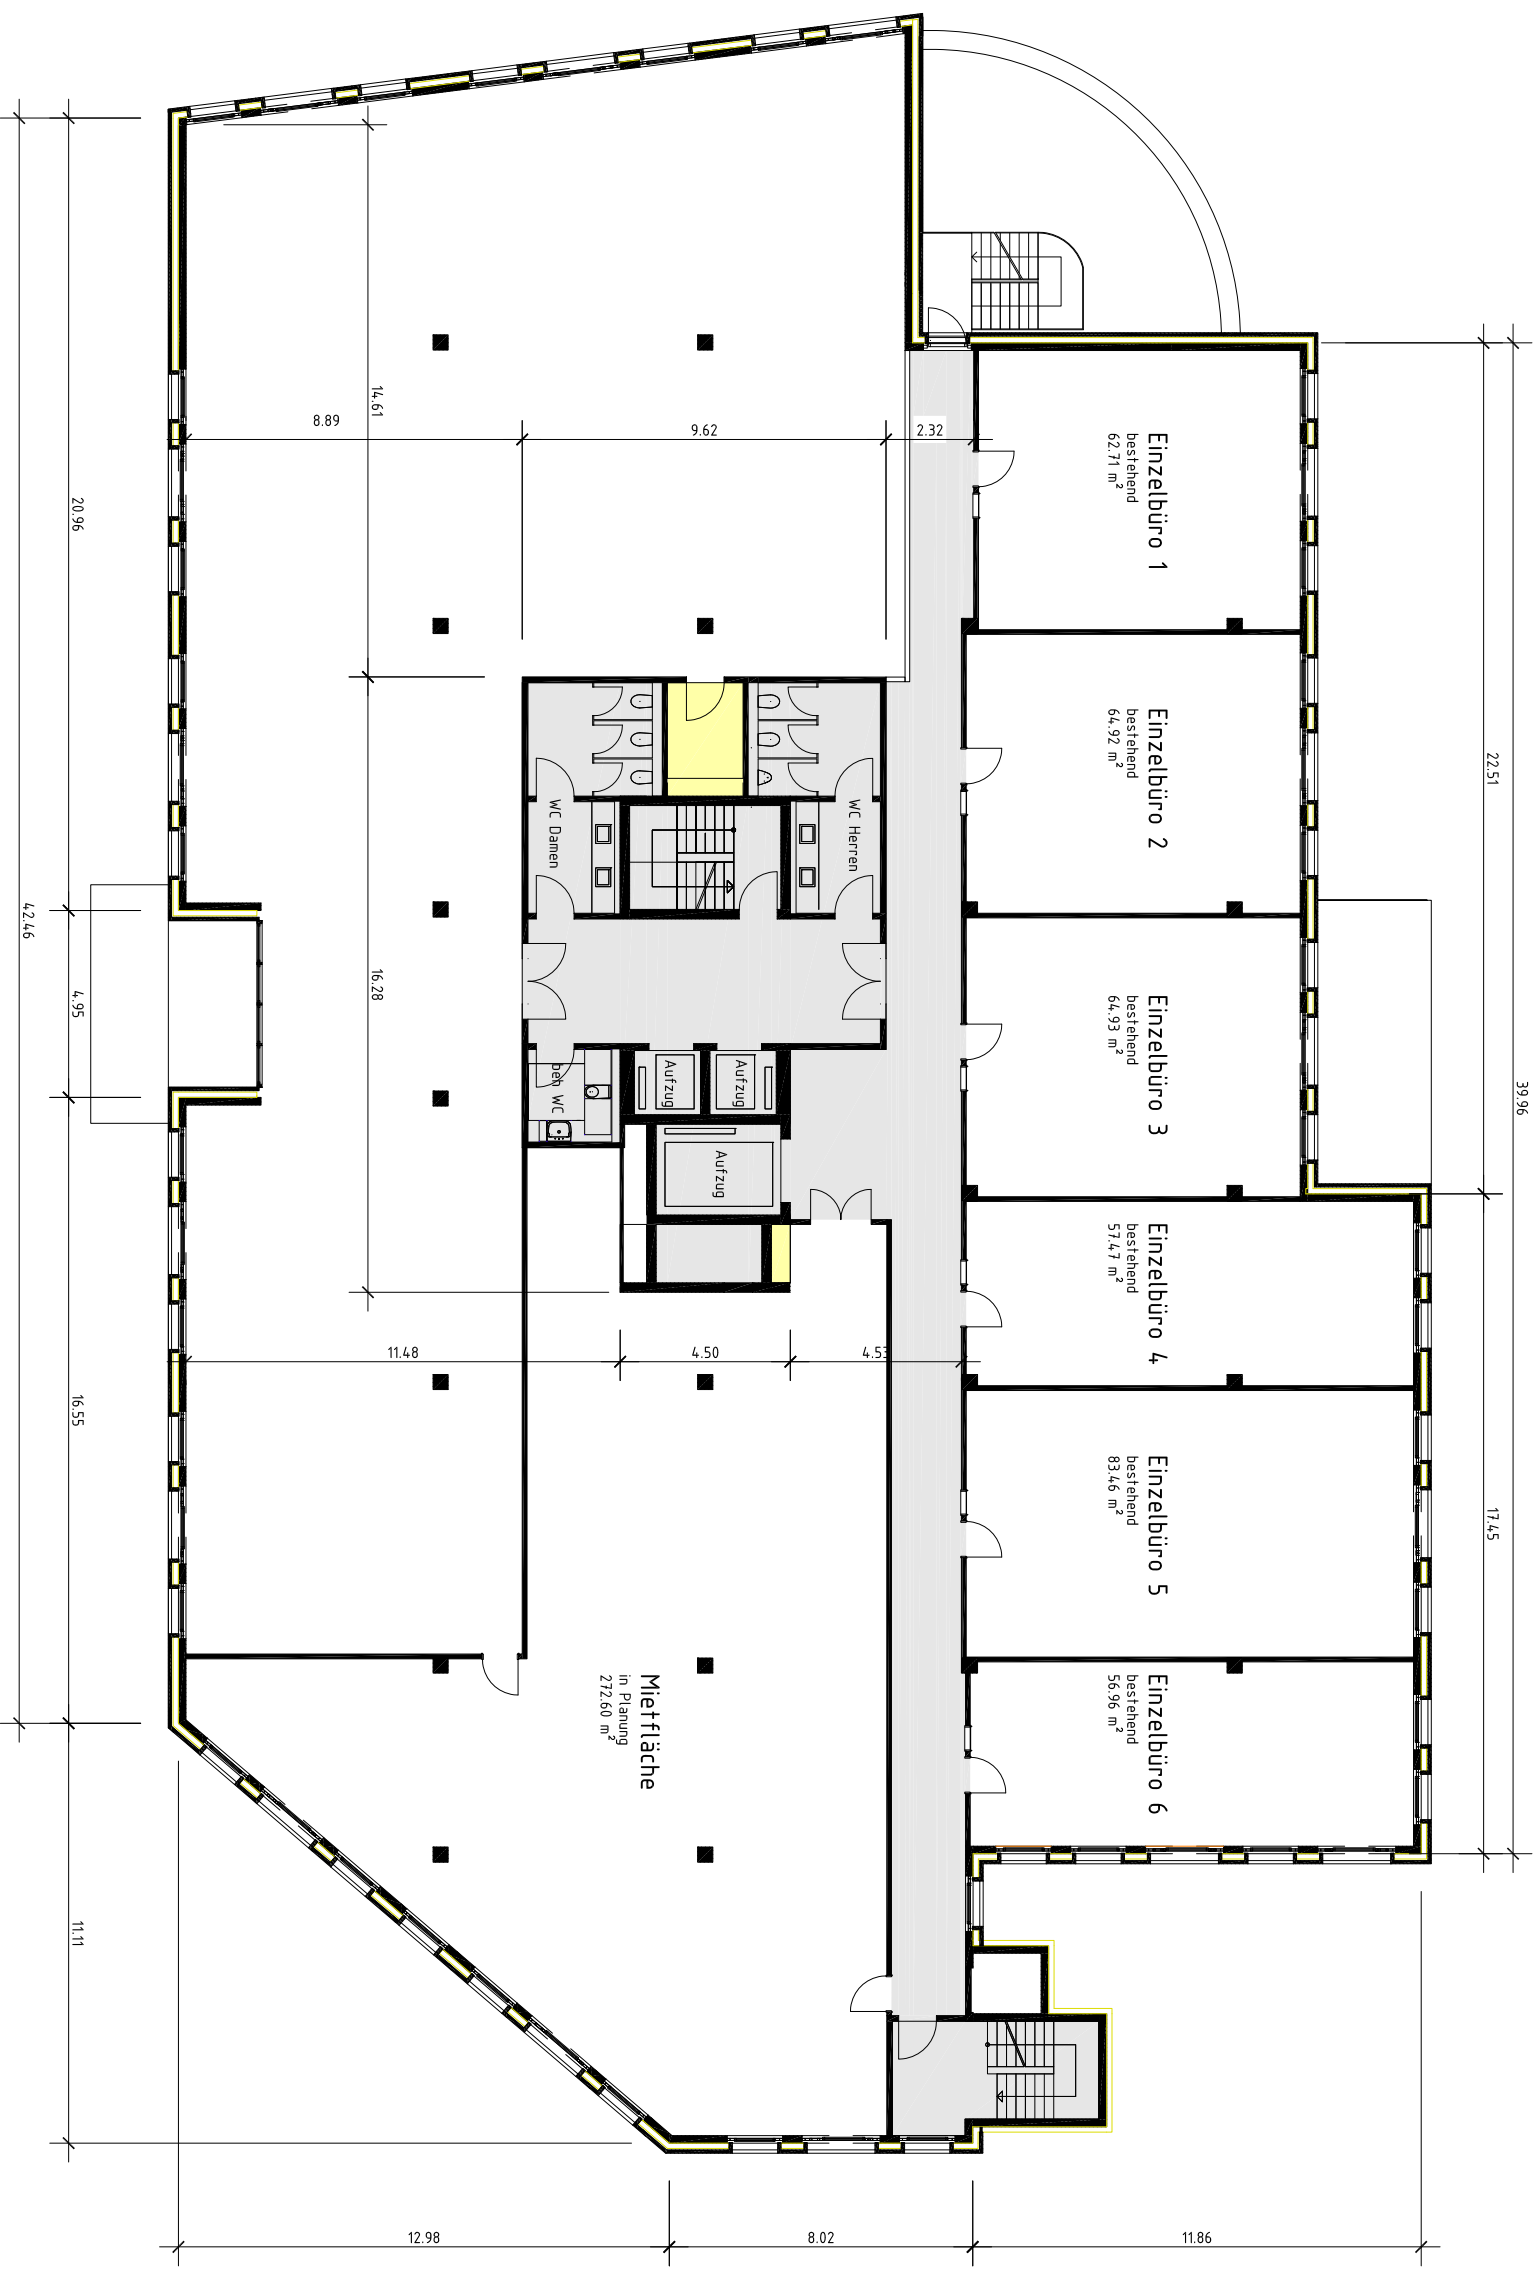 Einzelbüro 1
bestehend
62.71 m²
Einzelbüro 2
bestehend
64.92 m²
Einzelbüro 3
bestehend
64.93 m²
Einzelbüro 4
bestehend
57.47 m²
Einzelbüro 5
bestehend
83.46 m²
Einzelbüro 6
bestehend
56.96 m²
Mietfläche
in Planung
272.60 m²
WC Damen
WC Herren
beh WC
Aufzug
Aufzug
Aufzug
14.61
8.89
9.62
2.32
20.96
42.46
4.95
16.28
16.55
11.11
11.48
4.50
4.53
22.51
39.96
17.45
12.98
8.02
11.86